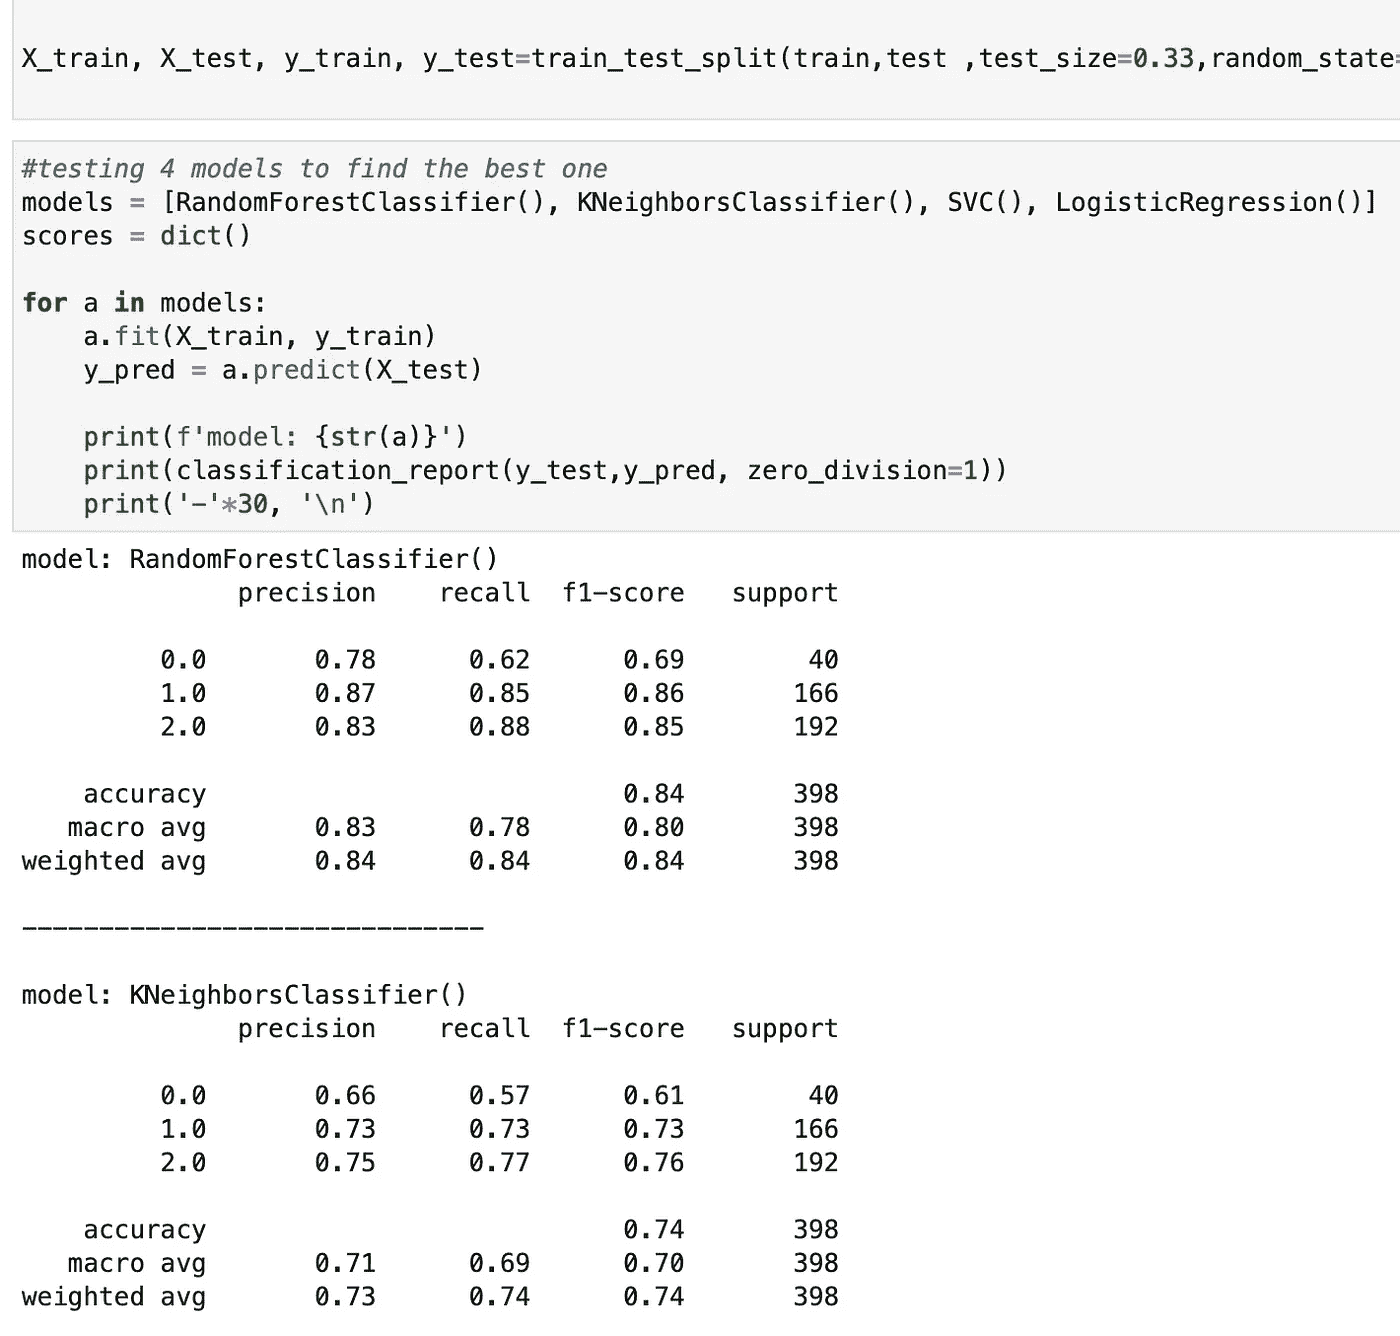 X_train, X_test, y_train, y_test=train_test_split(train,test ,test_size=0.33,random_state=
#testing 4 models to find the best one
models = [RandomForestClassifier(), KNeighborsClassifier(), SVC(), LogisticRegression()]
scores = dict()
for a in models:
    a.fit(X_train, y_train)
    y_pred = a.predict(X_test)
    print(f'model: {str(a)}')
    print(classification_report(y_test,y_pred, zero_division=1))
    print('-'*30, '\n')
model: RandomForestClassifier()
              precision    recall  f1-score   support
         0.0       0.78      0.62      0.69        40
         1.0       0.87      0.85      0.86       166
         2.0       0.83      0.88      0.85       192
    accuracy                           0.84       398
   macro avg       0.83      0.78      0.80       398
weighted avg       0.84      0.84      0.84       398
------------------------------
model: KNeighborsClassifier()
              precision    recall  f1-score   support
         0.0       0.66      0.57      0.61        40
         1.0       0.73      0.73      0.73       166
         2.0       0.75      0.77      0.76       192
    accuracy                           0.74       398
   macro avg       0.71      0.69      0.70       398
weighted avg       0.73      0.74      0.74       398